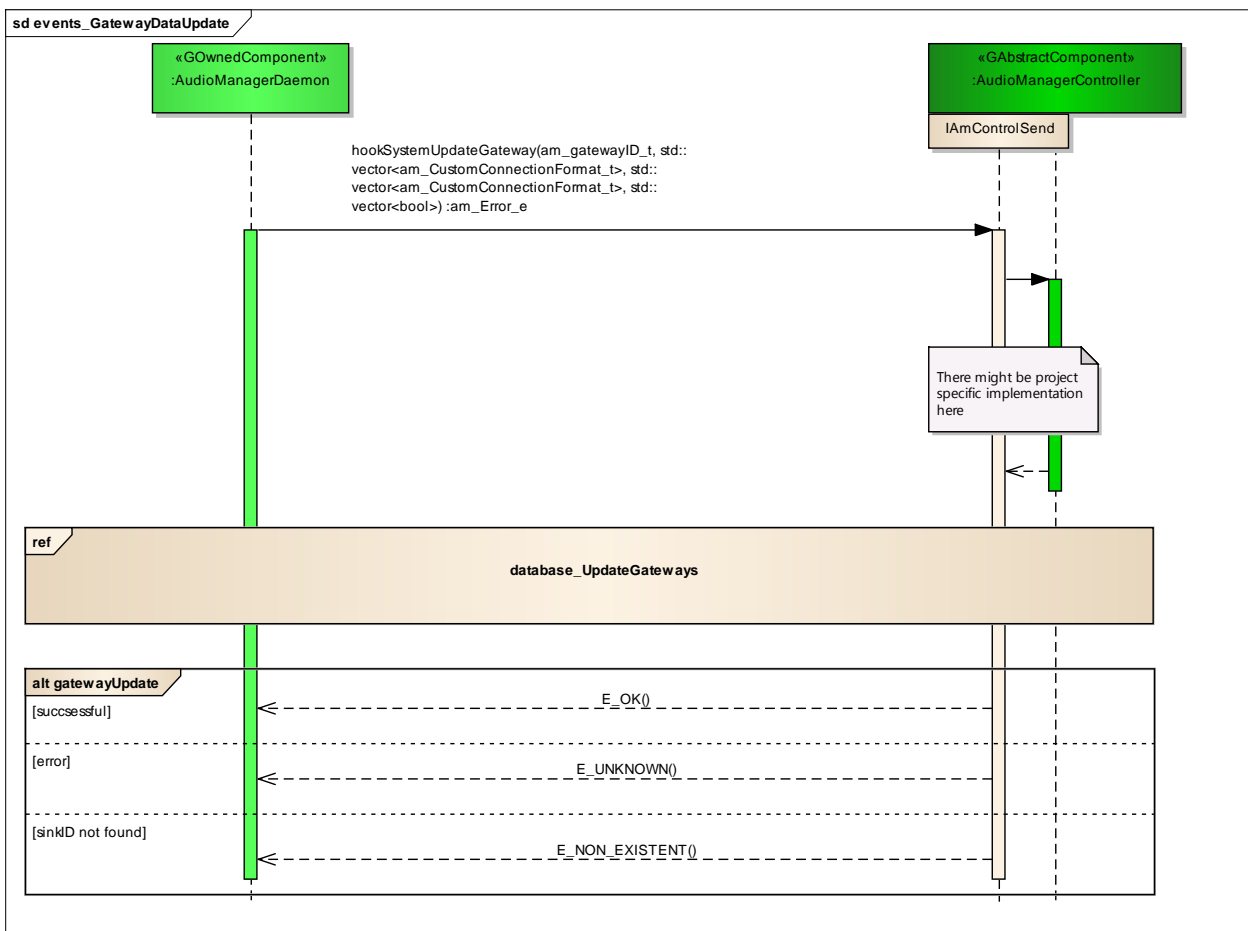 sd events_GatewayDataUpdate
«GOwnedComponent»
:AudioManagerDaemon
«GAbstractComponent»
:AudioManagerController
IAmControlSend
hookSystemUpdateGateway(am_gatewayID_t, std::
vector<am_CustomConnectionFormat_t>, std::
vector<am_CustomConnectionFormat_t>, std::
vector<bool>) :am_Error_e
There might be project
specific implementation
here
ref
database_UpdateGateways
alt gatewayUpdate
[succsessful]
E_OK()
[error]
E_UNKNOWN()
[sinkID not found]
E_NON_EXISTENT()